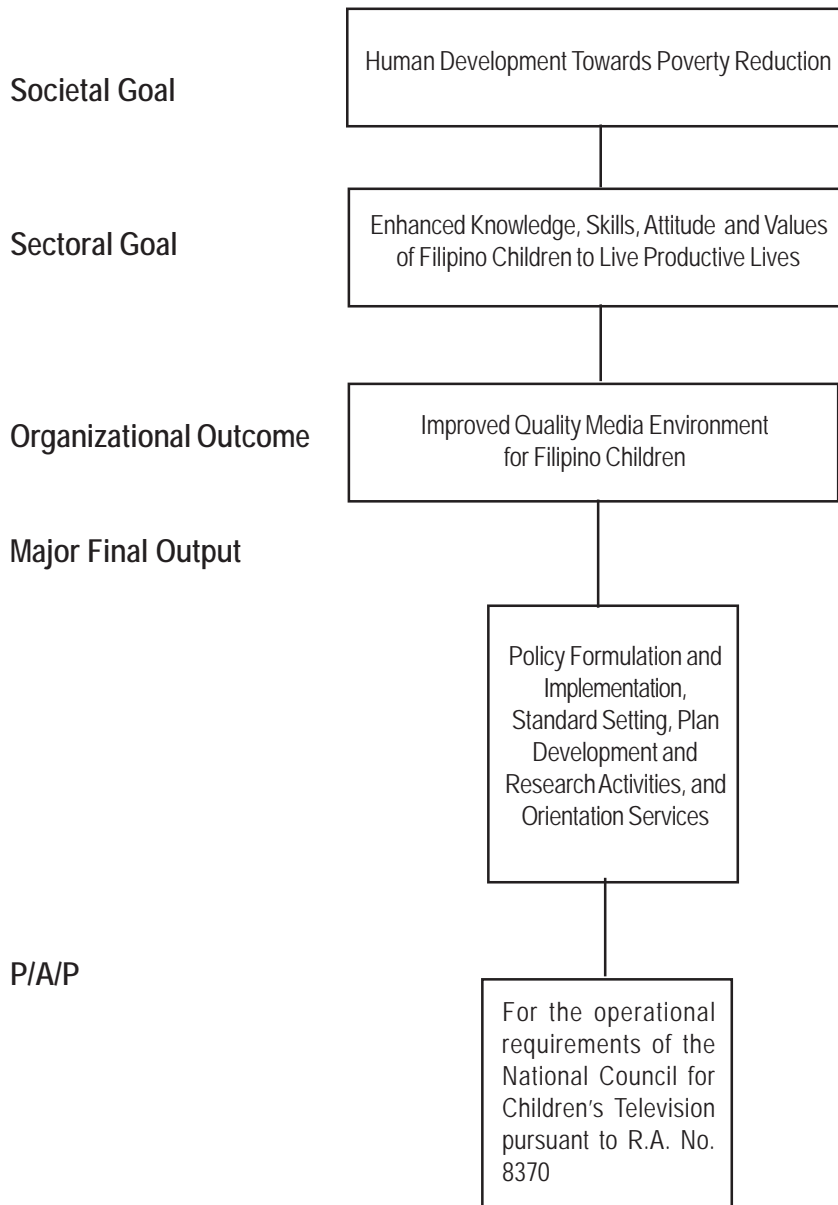 Societal Goal
Human Development Towards Poverty Reduction
Sectoral Goal
Enhanced Knowledge, Skills, Attitude and Values
of Filipino Children to Live Productive Lives
Organizational Outcome
Improved Quality Media Environment
for Filipino Children
Major Final Output
Policy Formulation and
Implementation,
Standard Setting, Plan
Development and
Research Activities, and
Orientation Services
P/A/P
For the operational
requirements of the
National Council for
Children's Television
pursuant to R.A. No.
8370